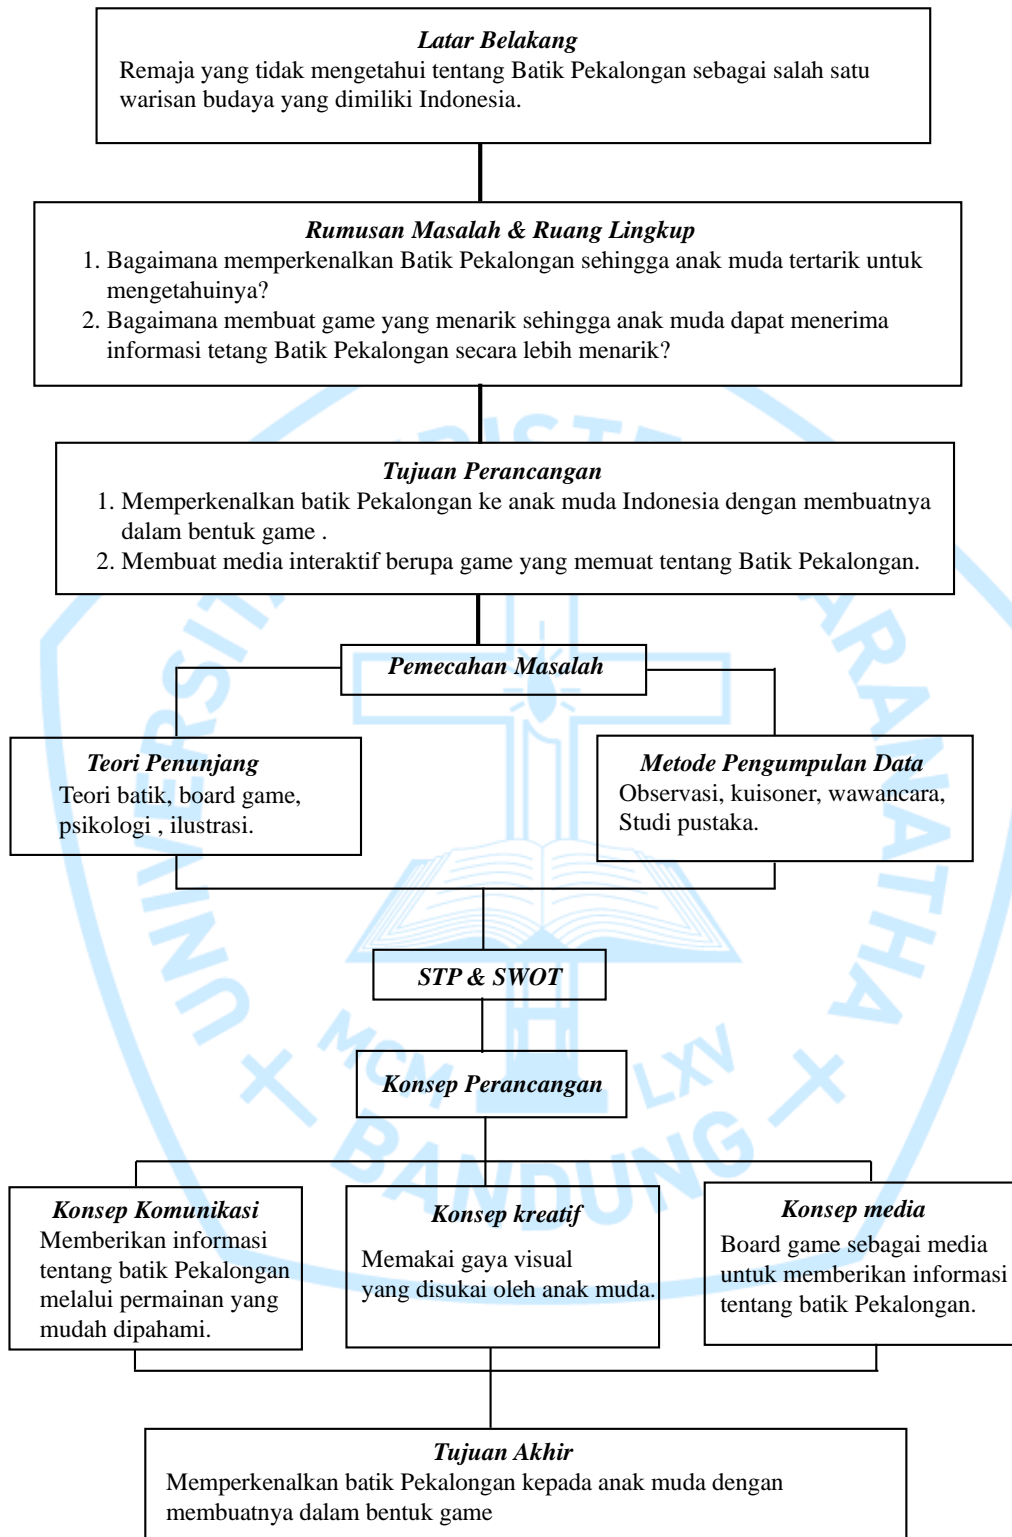 Latar Belakang
Remaja yang tidak mengetahui tentang Batik Pekalongan sebagai salah satu
warisan budaya yang dimiliki Indonesia.
Rumusan Masalah & Ruang Lingkup
1. Bagaimana memperkenalkan Batik Pekalongan sehingga anak muda tertarik untuk
mengetahuinya?
2. Bagaimana membuat game yang menarik sehingga anak muda dapat menerima
informasi tetang Batik Pekalongan secara lebih menarik?
Tujuan Perancangan
1. Memperkenalkan batik Pekalongan ke anak muda Indonesia dengan membuatnya
dalam bentuk game .
2. Membuat media interaktif berupa game yang memuat tentang Batik Pekalongan.
Pemecahan Masalah
Teori Penunjang
Teori batik, board game,
psikologi , ilustrasi.
Metode Pengumpulan Data
Observasi, kuisoner, wawancara,
Studi pustaka.
STP & SWOT
Konsep Perancangan
Konsep Komunikasi
Memberikan informasi
tentang batik Pekalongan
melalui permainan yang
mudah dipahami.
Konsep kreatif
Memakai gaya visual
yang disukai oleh anak muda.
Konsep media
Board game sebagai media
untuk memberikan informasi
tentang batik Pekalongan.
Tujuan Akhir
Memperkenalkan batik Pekalongan kepada anak muda dengan
membuatnya dalam bentuk game
MCM LXV
BANDUNG